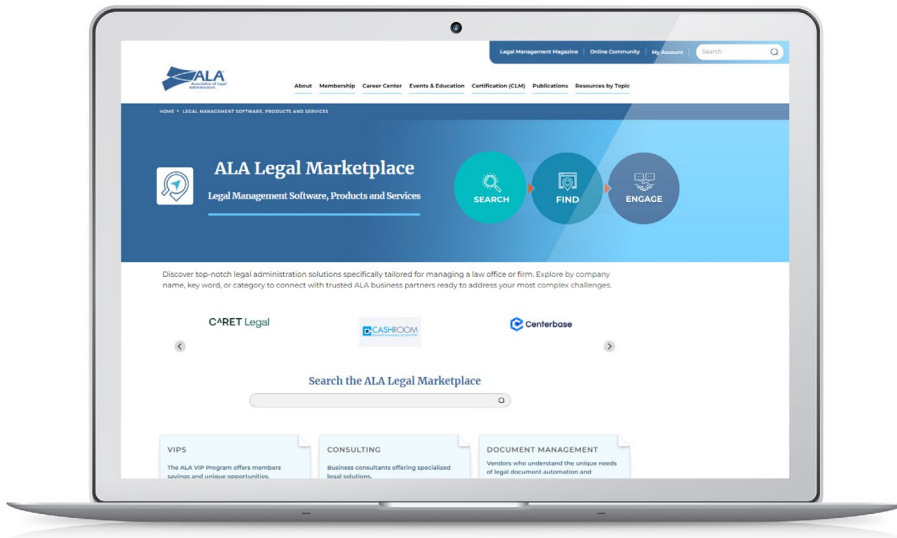 Legal Management Magazine | Online Community | My Account | Search
ALA
Association of Legal
Administrators
About Membership Career Center Events & Education Certification (CLM) Publications Resources by Topic
HOME > LEGAL MANAGEMENT SOFTWARE, PRODUCTS AND SERVICES
ALA Legal Marketplace
Legal Management Software, Products and Services
SEARCH
FIND
ENGAGE
Discover top-notch legal administration solutions specifically tailored for managing a law office or firm. Explore by company
name, key word, or category to connect with trusted ALA business partners ready to address your most complex challenges.
C^RET Legal
CASHROOM
Centerbase
Search the ALA Legal Marketplace
VIPS
The ALA VIP Program offers members
savings and unique opportunities.
CONSULTING
Business consultants offering specialized
legal solutions.
DOCUMENT MANAGEMENT
Vendors who understand the unique needs
of legal document automation and